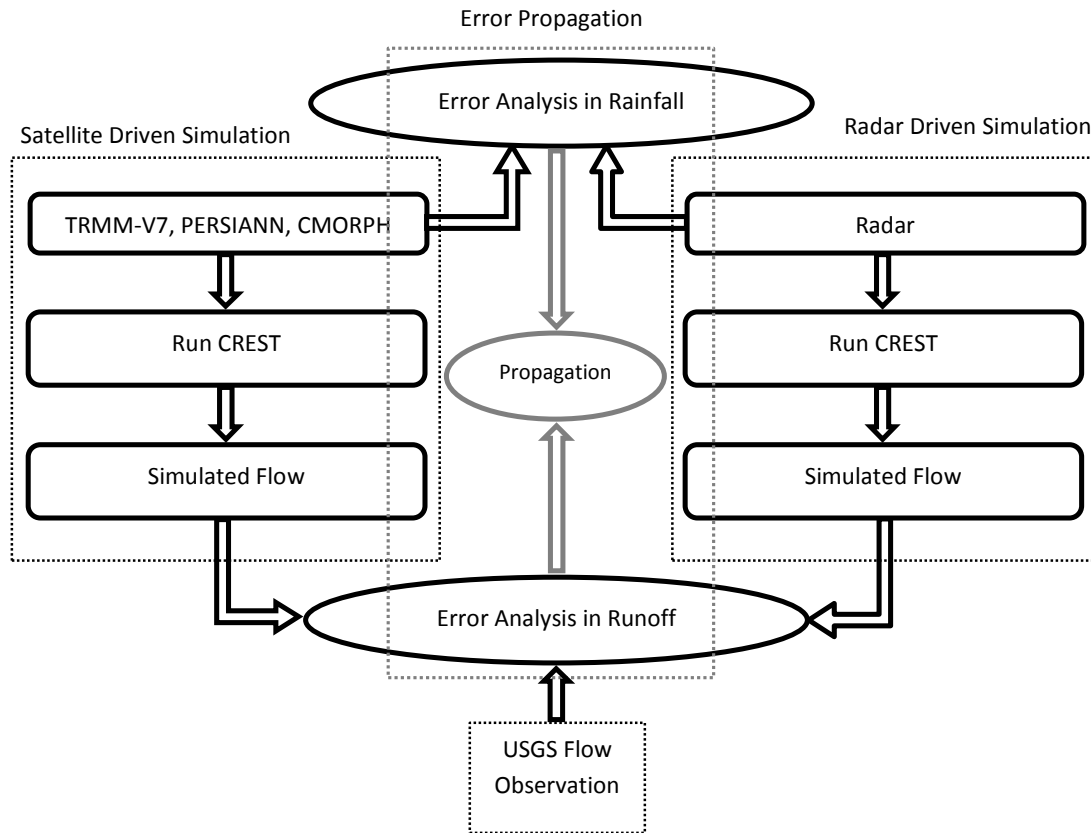 Error Propagation
Error Analysis in Rainfall
Satellite Driven Simulation
Radar Driven Simulation
TRMM-V7, PERSIANN, CMORPH
Radar
Run CREST
Run CREST
Propagation
Simulated Flow
Simulated Flow
Error Analysis in Runoff
USGS Flow
Observation